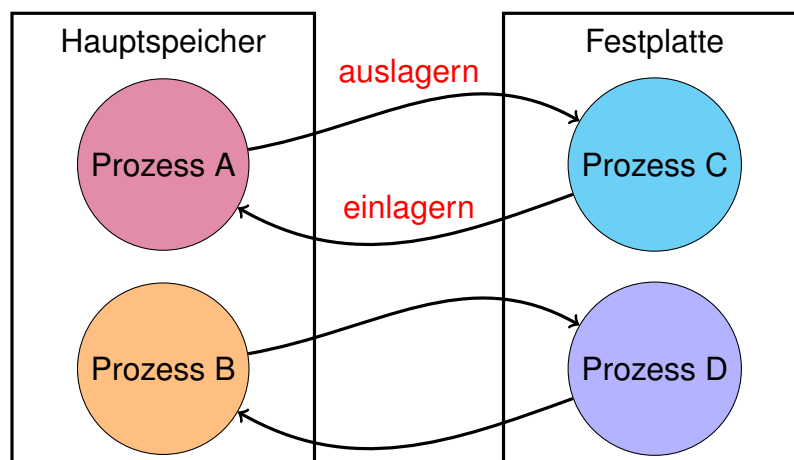 Hauptspeicher
Festplatte
auslagern
Prozess A
Prozess C
einlagern
Prozess B
Prozess D